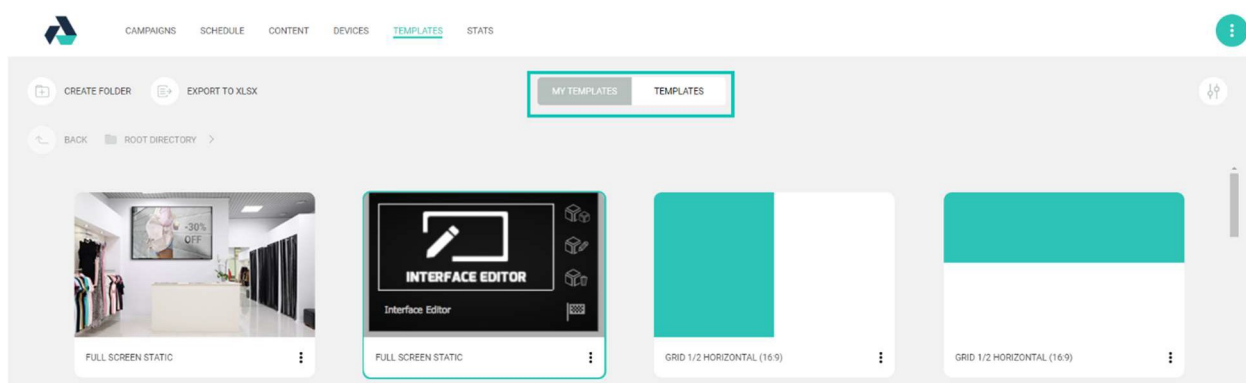 CAMPAIGNS SCHEDULE CONTENT DEVICES TEMPLATES STATS
CREATE FOLDER EXPORT TO XLSX MY TEMPLATES TEMPLATES
BACK ROOT DIRECTORY >
-30%
OFF
INTERFACE EDITOR
Interface Editor
FULL SCREEN STATIC FULL SCREEN STATIC GRID 1/2 HORIZONTAL (16:9) GRID 1/2 HORIZONTAL (16:9)